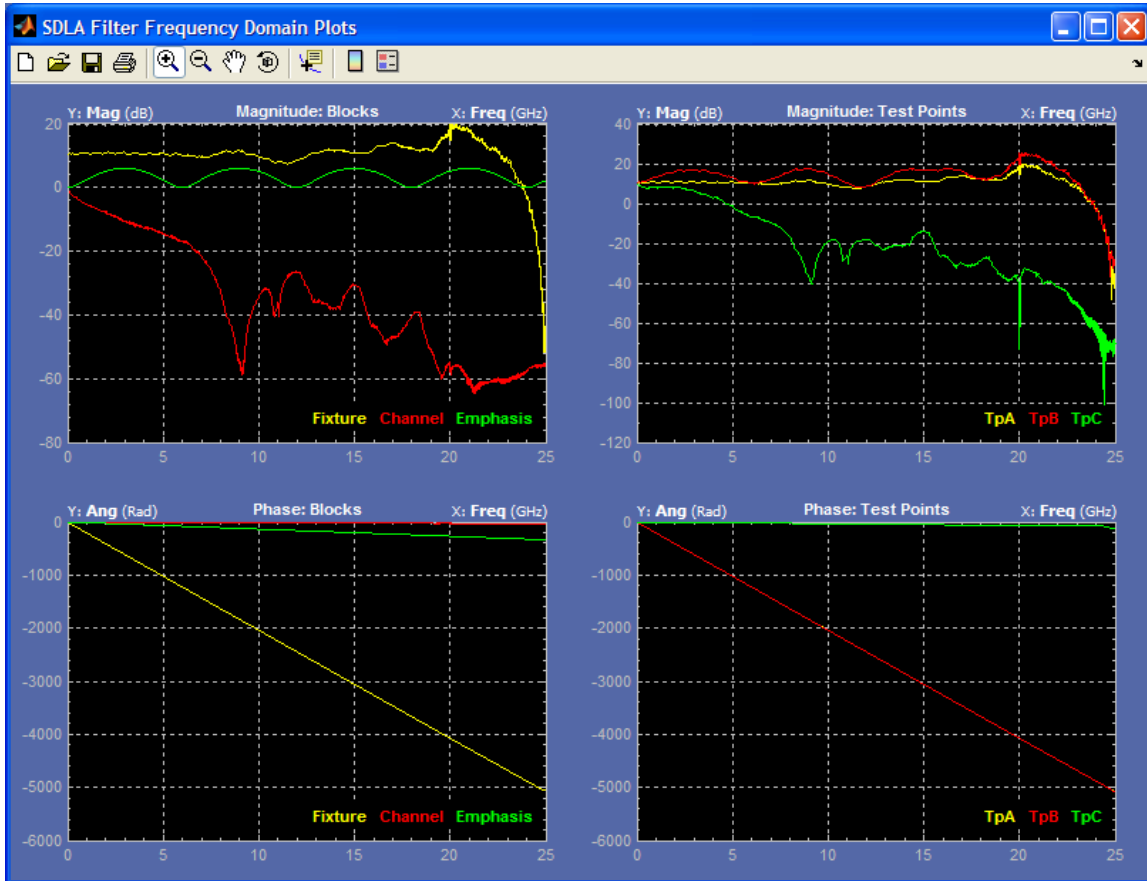 SDLA Filter Frequency Domain Plots
Y: Mag (dB) Magnitude: Blocks X: Freq (GHz)
20
0
-20
-40
-60
-80
0 5 10 15 20 25
Fixture Channel Emphasis
Y: Mag (dB) Magnitude: Test Points X: Freq (GHz)
40
20
0
-20
-40
-60
-80
-100
-120
0 5 10 15 20 25
TpA TpB TpC
Y: Ang (Rad) Phase: Blocks X: Freq (GHz)
0
-1000
-2000
-3000
-4000
-5000
-6000
0 5 10 15 20 25
Fixture Channel Emphasis
Y: Ang (Rad) Phase: Test Points X: Freq (GHz)
0
-1000
-2000
-3000
-4000
-5000
-6000
0 5 10 15 20 25
TpA TpB TpC